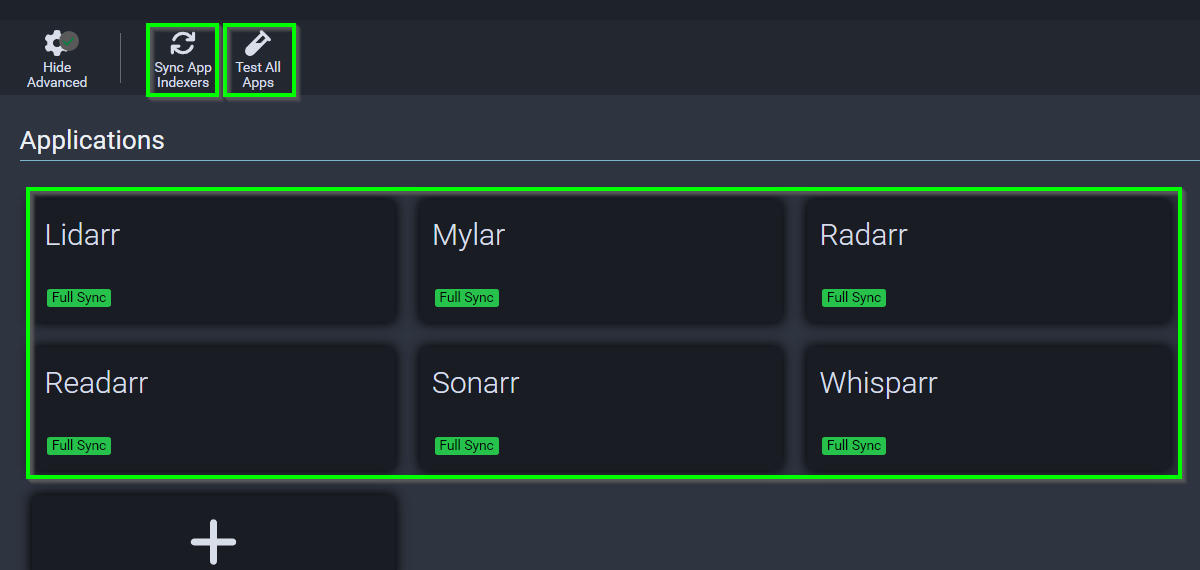 Hide
Advanced
Sync App
Indexers
Test All
Apps
Applications
Lidarr
Mylar
Radarr
Full Sync
Full Sync
Full Sync
Readarr
Sonarr
Whisparr
Full Sync
Full Sync
Full Sync